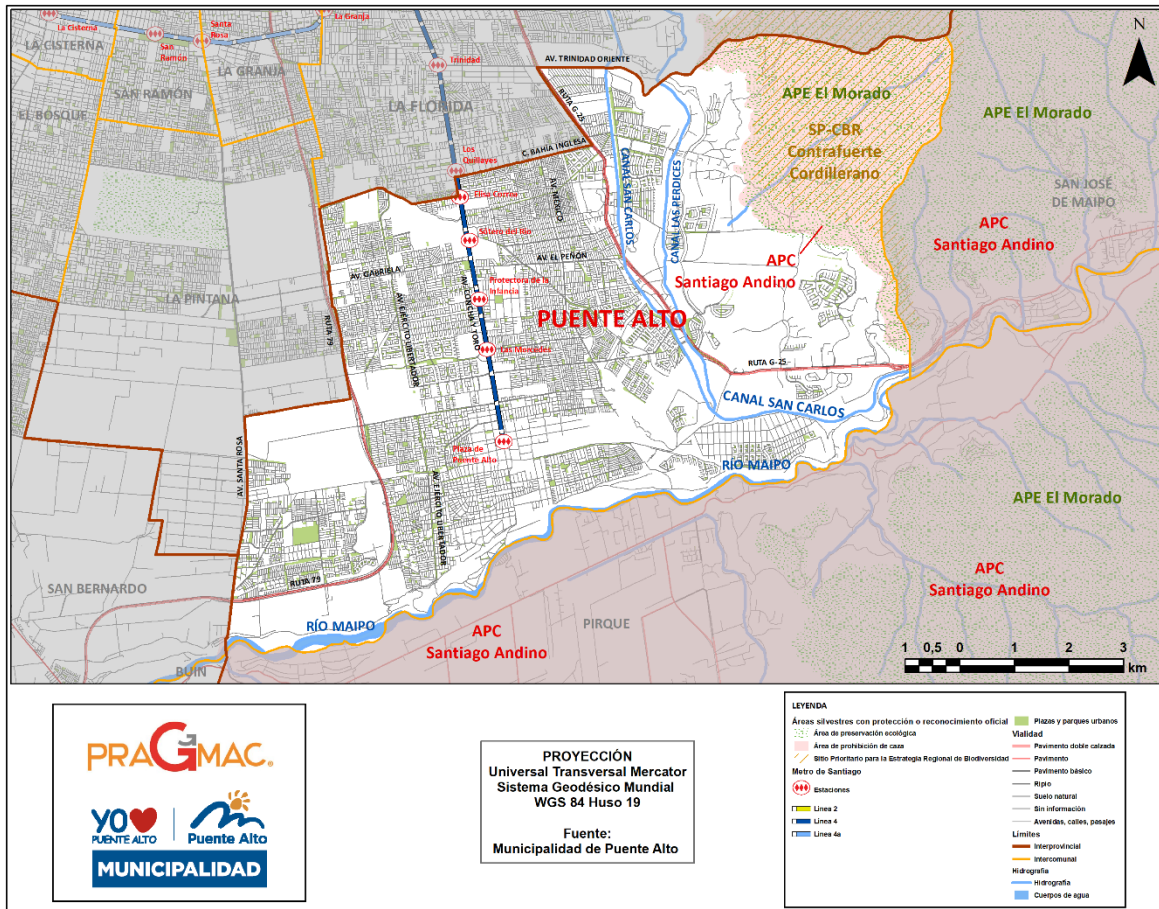 La Cisterna
Santa
Rosa
La Granja
San
Ramón
LA CISTERNA
LA GRANJA
Trinidad
AV. TRINIDAD ORIENTE
N
SAN RAMÓN
EL BOSQUE
LA FLORIDA
RUTA G-25
APE El Morado
APE El Morado
SP-CBR
Contrafuerte
Cordillerano
Los
Quillayes
C. BAHÍA INGLESA
CANAL SAN CARLOS
CANAL LAS PERDICES
SAN JOSÉ
DE MAIPO
Elisa Correa
AV. MÉXICO
APC
Santiago Andino
Sótero del Río
AV. EL PEÑÓN
APC
Santiago Andino
AV. GABRIELA
Protectora de la
Infancia
LA PINTANA
RUTA 79
AV. EJÉRCITO LIBERTADOR
AV. CONCHA Y TORO
PUENTE ALTO
Las Mercedes
RUTA G-25
CANAL SAN CARLOS
Plaza de
Puente Alto
RÍO MAIPO
AV. SANTA ROSA
AV. EJÉRCITO LIBERTADOR
APE El Morado
APC
Santiago Andino
SAN BERNARDO
RUTA 79
RÍO MAIPO
PIRQUE
APC
Santiago Andino
BUIN
1 0,5 0 1 2 3
km
PRAGMAC®
YO
PUENTE ALTO
Puente Alto
MUNICIPALIDAD
PROYECCIÓN
Universal Transversal Mercator
Sistema Geodésico Mundial
WGS 84 Huso 19
Fuente:
Municipalidad de Puente Alto
LEYENDA
Áreas silvestres con protección o reconocimiento oficial
Área de preservación ecológica
Área de prohibición de caza
Sitio Prioritario para la Estrategia Regional de Biodiversidad
Metro de Santiago
Estaciones
Línea 2
Línea 4
Línea 4a
Plazas y parques urbanos
Vialidad
Pavimento doble calzada
Pavimento
Pavimento básico
Ripio
Suelo natural
Sin información
Avenidas, calles, pasajes
Límites
Interprovincial
Intercomunal
Hidrografía
Hidrografía
Cuerpos de agua